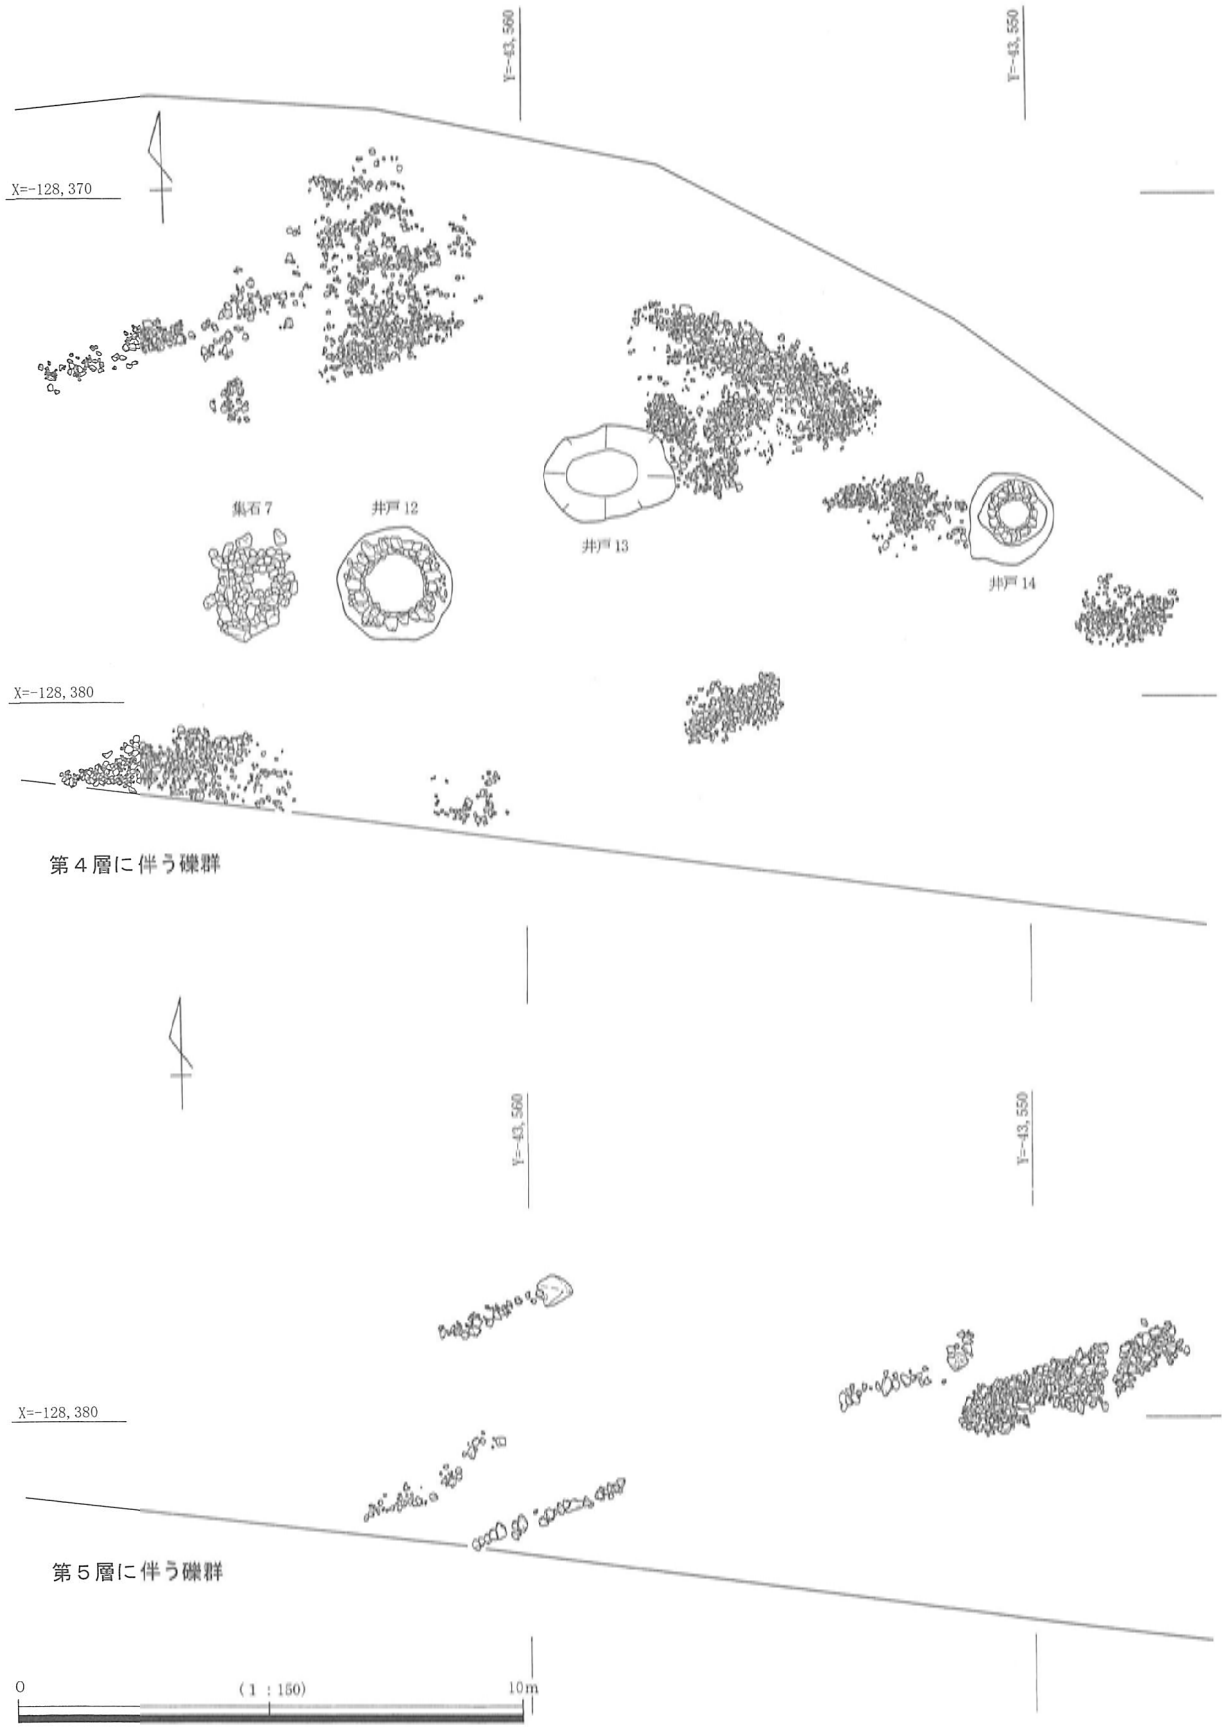 Y=-43,560
Y=-43,550
X=-128,370
集石7
井戸12
井戸13
井戸14
X=-128,380
第4層に伴う礫群
Y=-43,560
Y=-43,550
X=-128,380
第5層に伴う礫群
0
(1:150)
10m